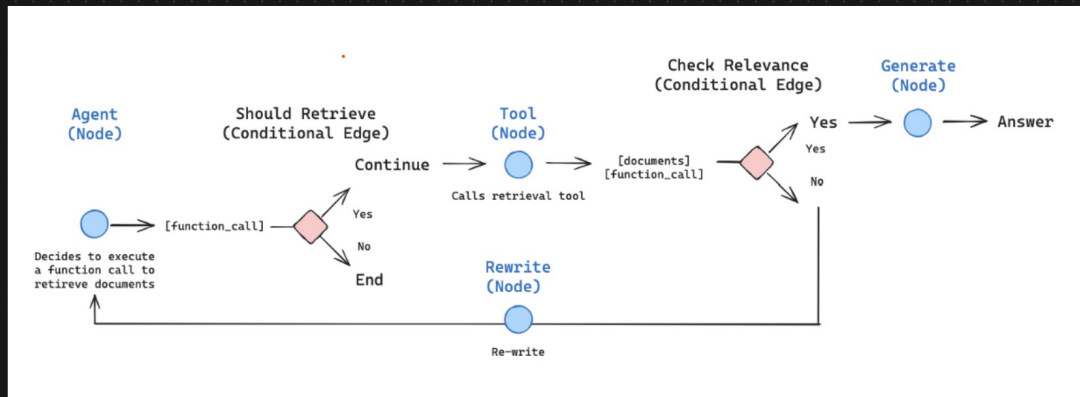 Agent
(Node)
Should Retrieve
(Conditional Edge)
Tool
(Node)
Check Relevance
(Conditional Edge)
Generate
(Node)
Decides to execute
a function call to
retireve documents
[function_call]
Continue
Yes
No
End
Calls retrieval tool
[documents]
[function_call]
Yes
Yes
No
Answer
Rewrite
(Node)
Re-write